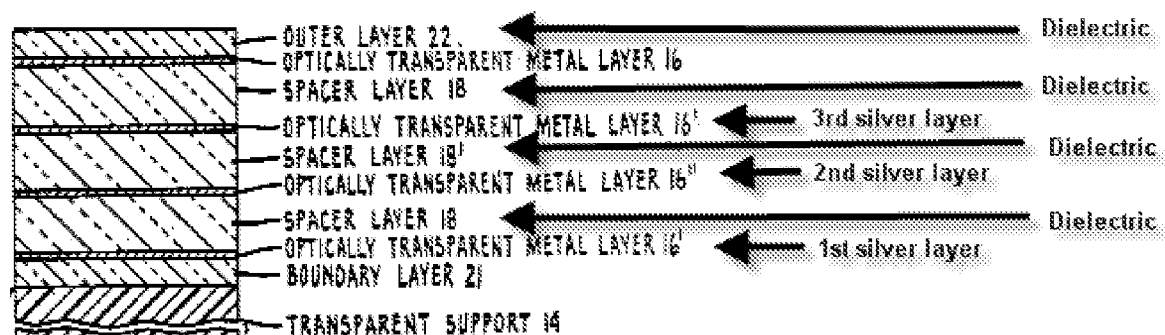 OUTER LAYER 22. Dielectric
OPTICALLY TRANSPARENT METAL LAYER 16
SPACER LAYER 18 Dielectric
OPTICALLY TRANSPARENT METAL LAYER 16' 3rd silver layer
SPACER LAYER 18' Dielectric
OPTICALLY TRANSPARENT METAL LAYER 16" 2nd silver layer
SPACER LAYER 18 Dielectric
OPTICALLY TRANSPARENT METAL LAYER 16' 1st silver layer
BOUNDARY LAYER 21
TRANSPARENT SUPPORT 14